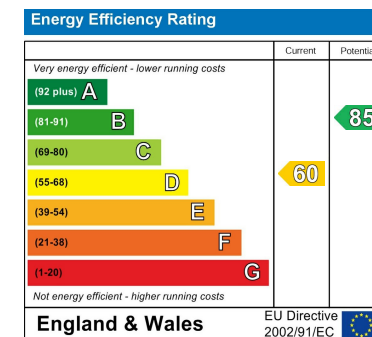 Energy Efficiency Rating
Current Potentia
Very energy efficient - lower running costs
(92 plus) A
(81-91) B
85
(69-80) C
(55-68) D
60
(39-54) E
(21-38) F
(1-20) G
Not energy efficient - higher running costs
England & Wales
EU Directive
2002/91/EC